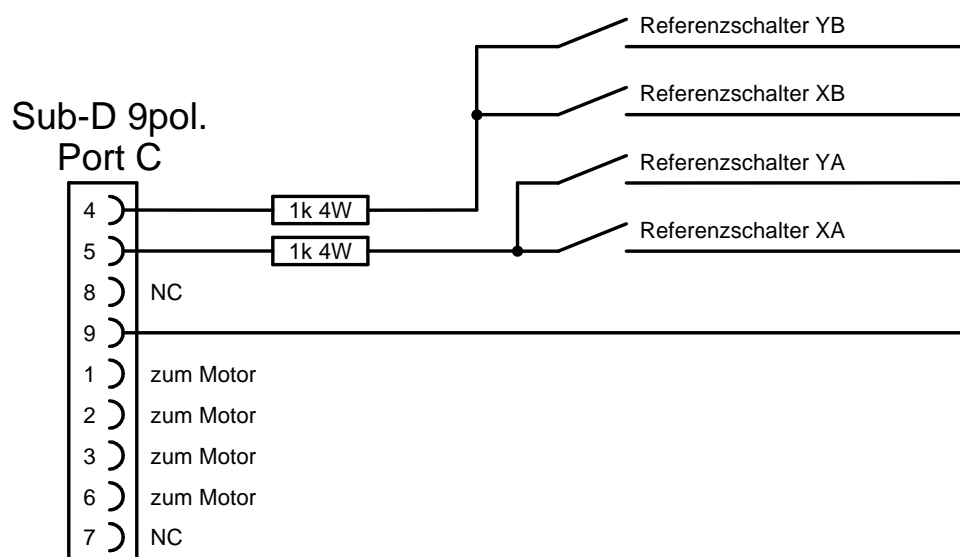 Referenzschalter YB
Referenzschalter XB
Sub-D 9pol.
Port C
Referenzschalter YA
4
1k 4W
Referenzschalter XA
5
1k 4W
8
NC
9
1
zum Motor
2
zum Motor
3
zum Motor
6
zum Motor
7
NC